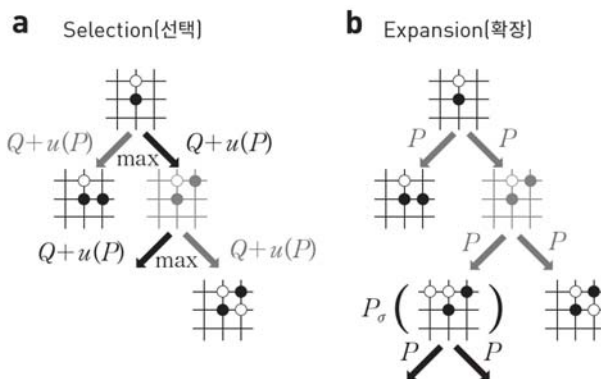 a Selection(선택)
Q+u(P) max Q+u(P)
Q+u(P) max Q+u(P)
b Expansion(확장)
P P
P P
Pσ( )
P P